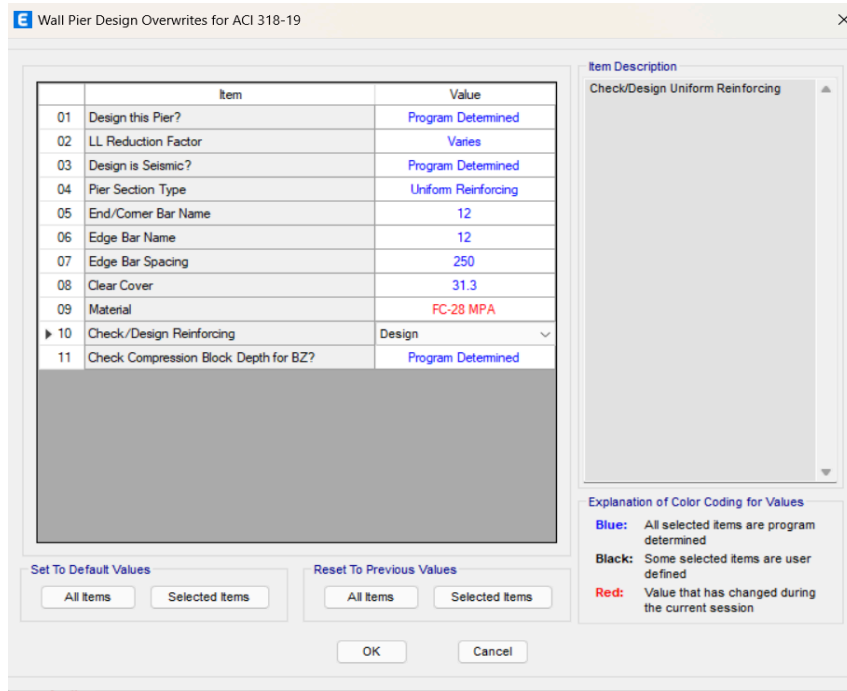 E Wall Pier Design Overwrites for ACI 318-19
Item Value
01 Design this Pier? Program Determined
02 LL Reduction Factor Varies
03 Design is Seismic? Program Determined
04 Pier Section Type Uniform Reinforcing
05 End/Corner Bar Name 12
06 Edge Bar Name 12
07 Edge Bar Spacing 250
08 Clear Cover 31.3
09 Material FC-28 MPA
10 Check/Design Reinforcing Design
11 Check Compression Block Depth for BZ? Program Determined
Set To Default Values
All Items Selected Items
Reset To Previous Values
All Items Selected Items
Item Description
Check/Design Uniform Reinforcing
Explanation of Color Coding for Values
Blue: All selected items are program
determined
Black: Some selected items are user
defined
Red: Value that has changed during
the current session
OK Cancel